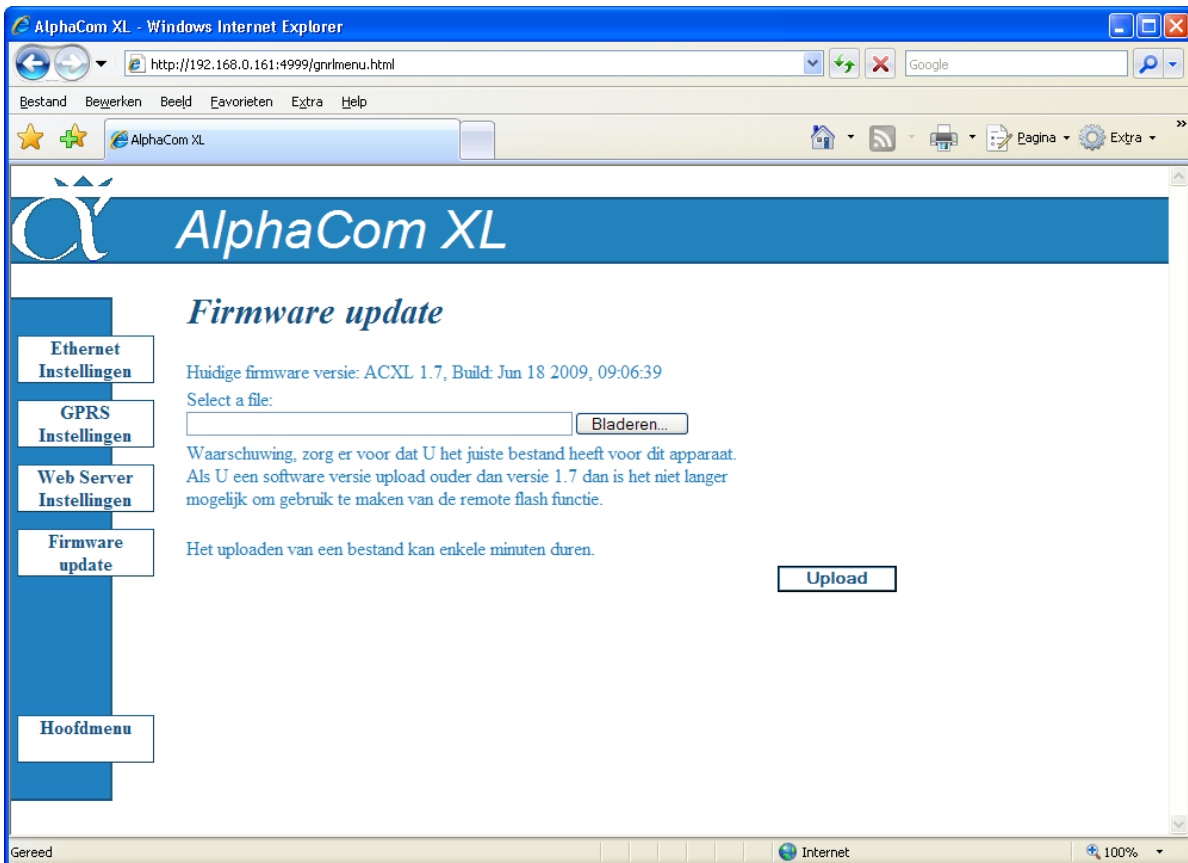 AlphaCom XL - Windows Internet Explorer
http://192.168.0.161:4999/gnrlmenu.html
Google
Bestand Bewerken Beeld Favorieten Extra Help
AlphaCom XL
Pagina
Extra
»
AlphaCom XL
Firmware update
Ethernet
Instellingen
GPRS
Instellingen
Web Server
Instellingen
Firmware
update
Hoofdmenu
Huidige firmware versie: ACXL 1.7, Build: Jun 18 2009, 09:06:39
Select a file:
Bladeren...
Waarschuwing, zorg er voor dat U het juiste bestand heeft voor dit apparaat.
Als U een software versie upload ouder dan versie 1.7 dan is het niet langer
mogelijk om gebruik te maken van de remote flash functie.
Het uploaden van een bestand kan enkele minuten duren.
Upload
Gereed
Internet
100%